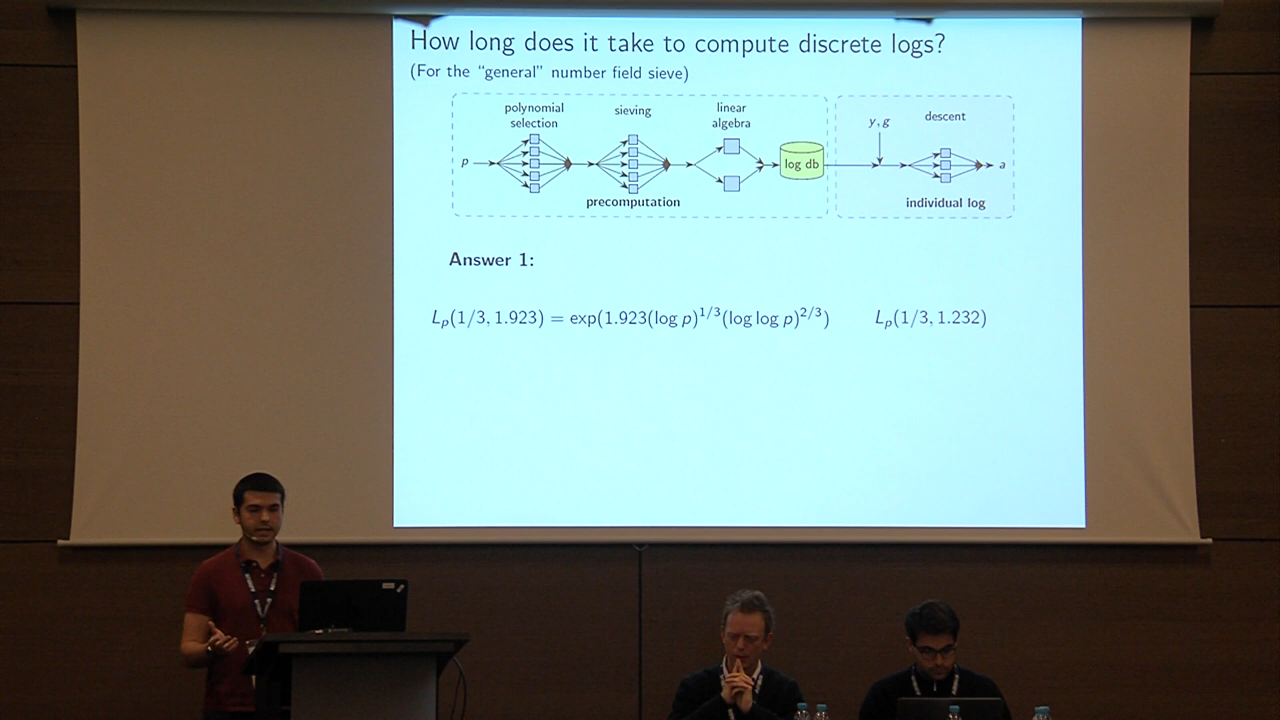 How long does it take to compute discrete logs?
(For the “general” number field sieve)
polynomial selection
sieving
linear algebra
y, g
descent
p
log db
a
precomputation
individual log
Answer 1:
Lₚ(1/3, 1.923) = exp(1.923(log p)^{1/3}(log log p)^{2/3})
Lₚ(1/3, 1.232)